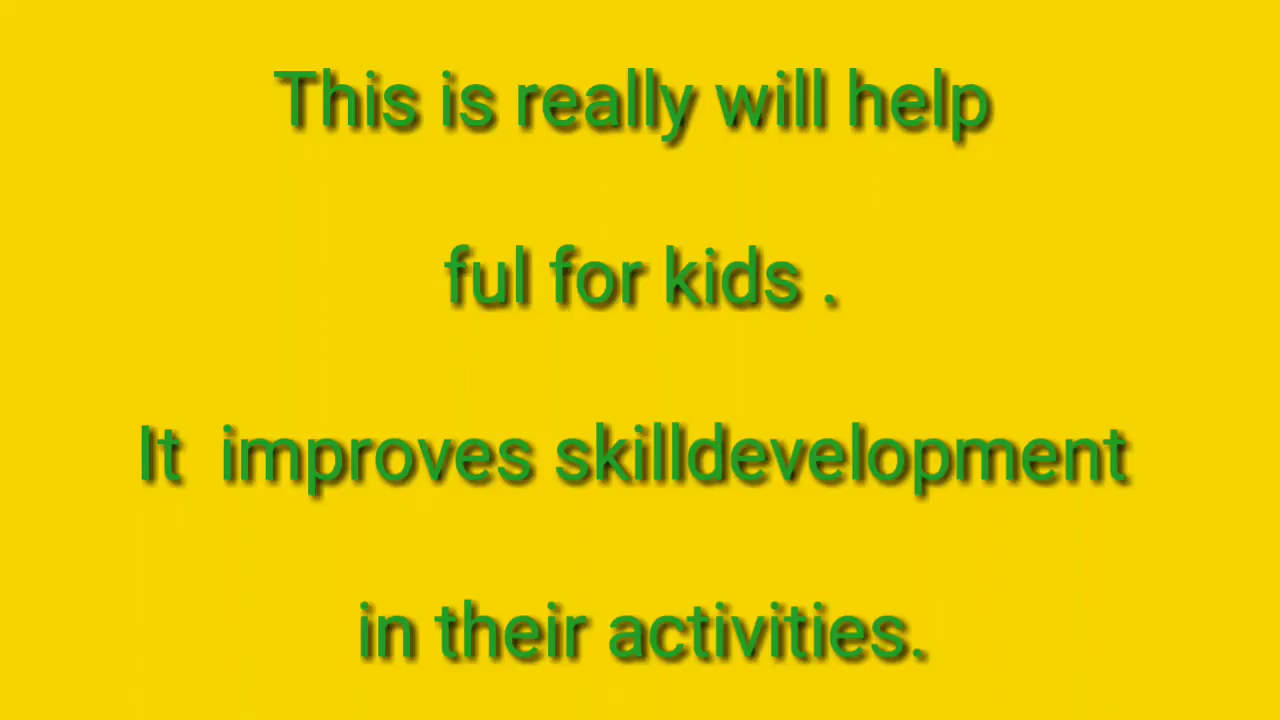 This is really will help
ful for kids .
It  improves skilldevelopment
in their activities.